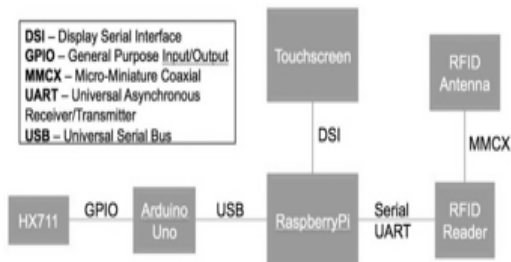 DSI – Display Serial Interface
GPIO – General Purpose Input/Output
MMCX – Micro-Miniature Coaxial
UART – Universal Asynchronous
Receiver/Transmitter
USB – Universal Serial Bus
Touchscreen
RFID
Antenna
DSI
MMCX
HX711
GPIO
Arduino
Uno
USB
RaspberryPi
Serial
UART
RFID
Reader